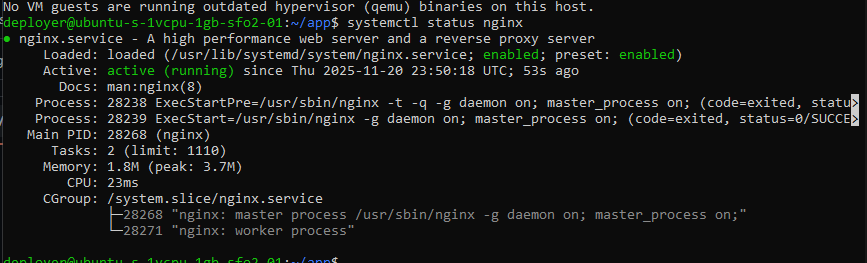 No VM guests are running outdated hypervisor (qemu) binaries on this host.
deployer@ubuntu-s-1vcpu-1gb-sfo2-01:~/app$ systemctl status nginx
● nginx.service - A high performance web server and a reverse proxy server
Loaded: loaded (/usr/lib/systemd/system/nginx.service; enabled; preset: enabled)
Active: active (running) since Thu 2025-11-20 23:50:18 UTC; 53s ago
Docs: man:nginx(8)
Process: 28238 ExecStartPre=/usr/sbin/nginx -t -q -g daemon on; master_process on; (code=exited, statu>
Process: 28239 ExecStart=/usr/sbin/nginx -g daemon on; master_process on; (code=exited, status=0/SUCCE>
Main PID: 28268 (nginx)
Tasks: 2 (limit: 1110)
Memory: 1.8M (peak: 3.7M)
CPU: 23ms
CGroup: /system.slice/nginx.service
├─28268 "nginx: master process /usr/sbin/nginx -g daemon on; master_process on;"
└─28271 "nginx: worker process"
deployer@ubuntu-s-1vcpu-1gb-sfo2-01:~/app$